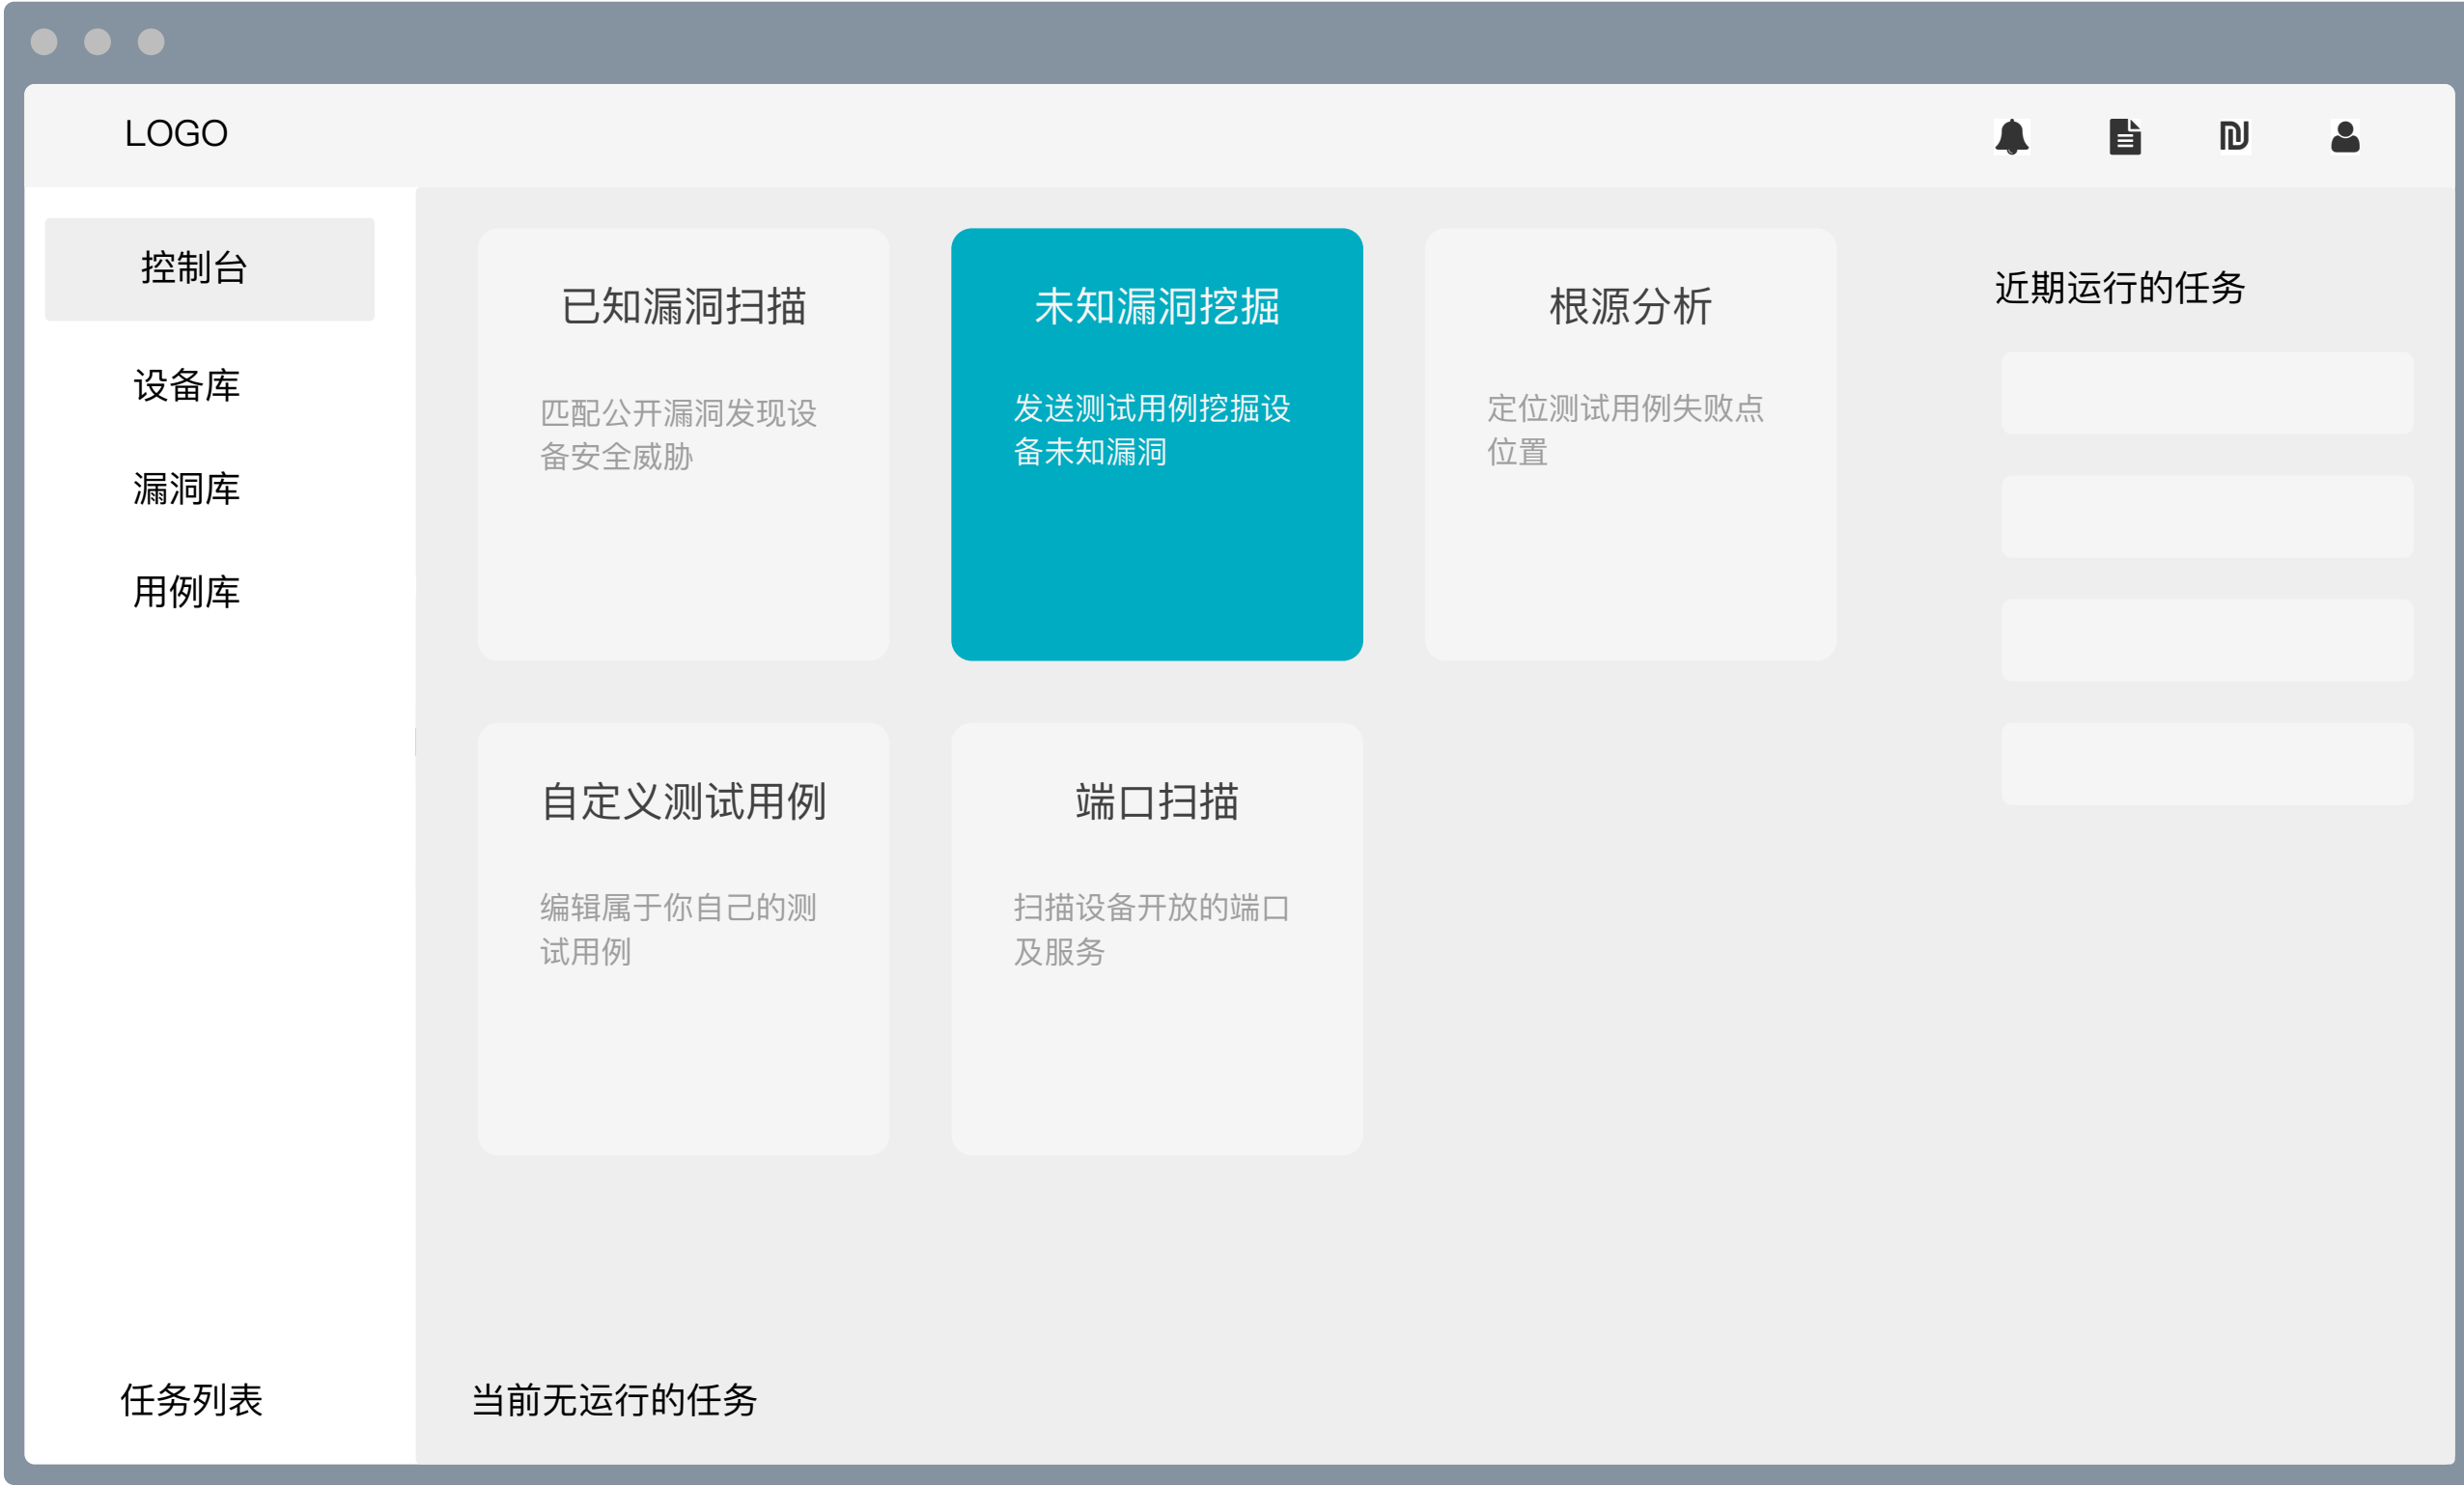 LOGO
控制台
设备库
漏洞库
用例库
任务列表
已知漏洞扫描
匹配公开漏洞发现设
备安全威胁
未知漏洞挖掘
发送测试用例挖掘设
备未知漏洞
根源分析
定位测试用例失败点
位置
自定义测试用例
编辑属于你自己的测
试用例
端口扫描
扫描设备开放的端口
及服务
近期运行的任务
当前无运行的任务